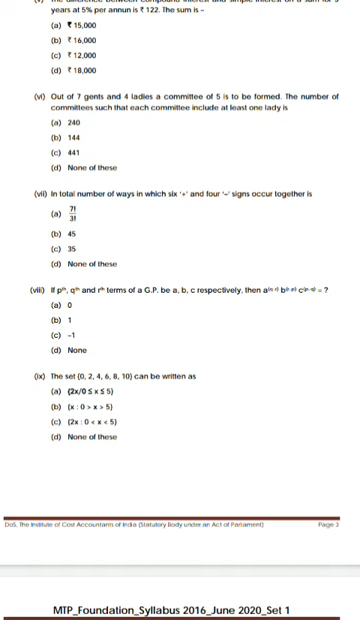 years at 5% per annun is ₹ 122. The sum is –
(a) ₹ 15,000
(b) ₹ 16,000
(c) ₹ 12,000
(d) ₹ 18,000
(vi) Out of 7 gents and 4 ladies a committee of 5 is to be formed. The number of
committees such that each committee include at least one lady is
(a) 240
(b) 144
(c) 441
(d) None of these
(vii) In total number of ways in which six '+' and four '–' signs occur together is
(a) 7!/3!
(b) 45
(c) 35
(d) None of these
(viii) If pth, qth and rth terms of a G.P. be a, b, c respectively, then a b c = ?
(a) 0
(b) 1
(c) –1
(d) None
(ix) The set {0, 2, 4, 6, 8, 10} can be written as
(a) {2x/0 ≤ x ≤ 5}
(b) {x : 0 > x > 5}
(c) {2x : 0 < x < 5}
(d) None of these
DoS, The Institute of Cost Accountants of India (Statutory Body under an Act of Parliament) Page 3
MTP_Foundation_Syllabus 2016_June 2020_Set 1